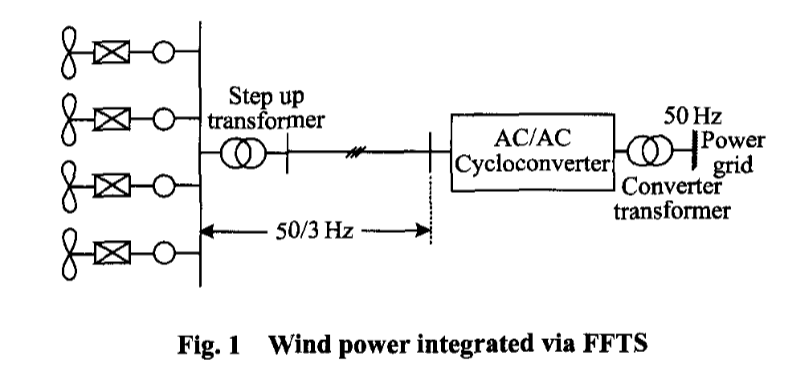 Step up
transformer
50 Hz
AC/AC
Cycloconverter
Power
grid
Converter
transformer
50/3 Hz
Fig. 1 Wind power integrated via FFTS